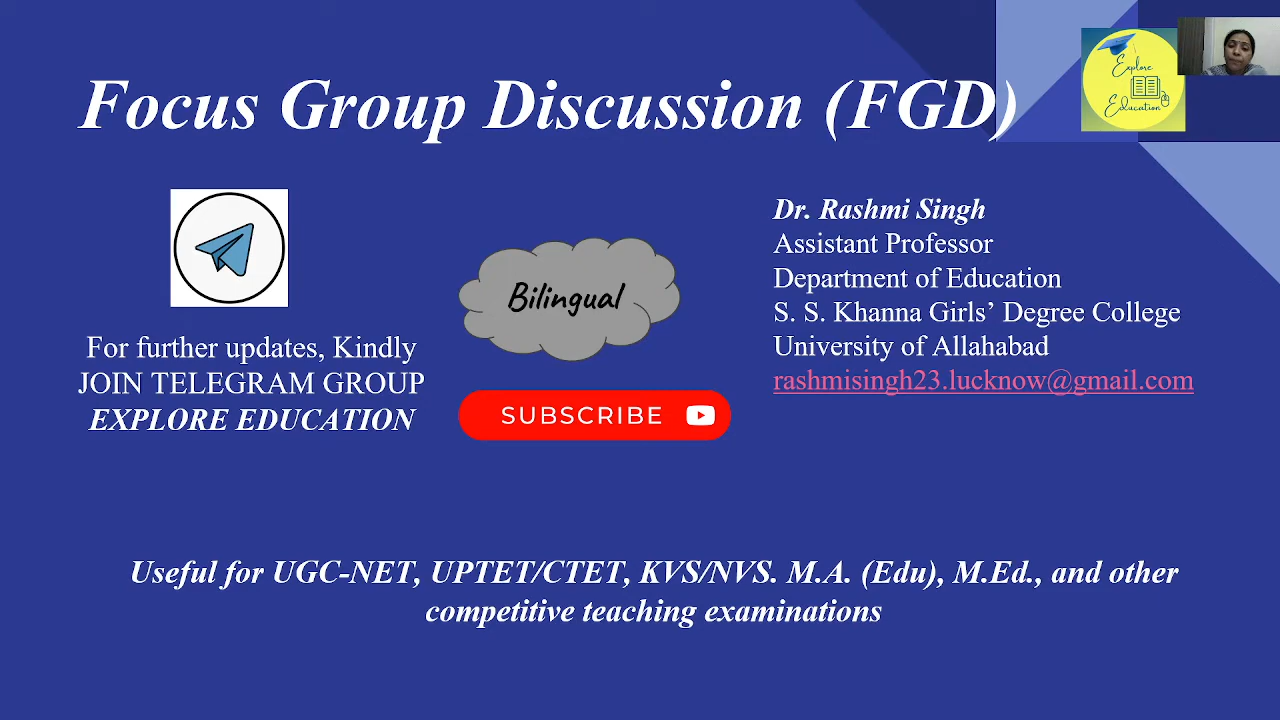 Focus Group Discussion (FGD)
Explore
Education
For further updates, Kindly
JOIN TELEGRAM GROUP
EXPLORE EDUCATION
Bilingual
SUBSCRIBE
Dr. Rashmi Singh
Assistant Professor
Department of Education
S. S. Khanna Girls’ Degree College
University of Allahabad
rashmisingh23.lucknow@gmail.com
Useful for UGC-NET, UPTET/CTET, KVS/NVS. M.A. (Edu), M.Ed., and other
competitive teaching examinations